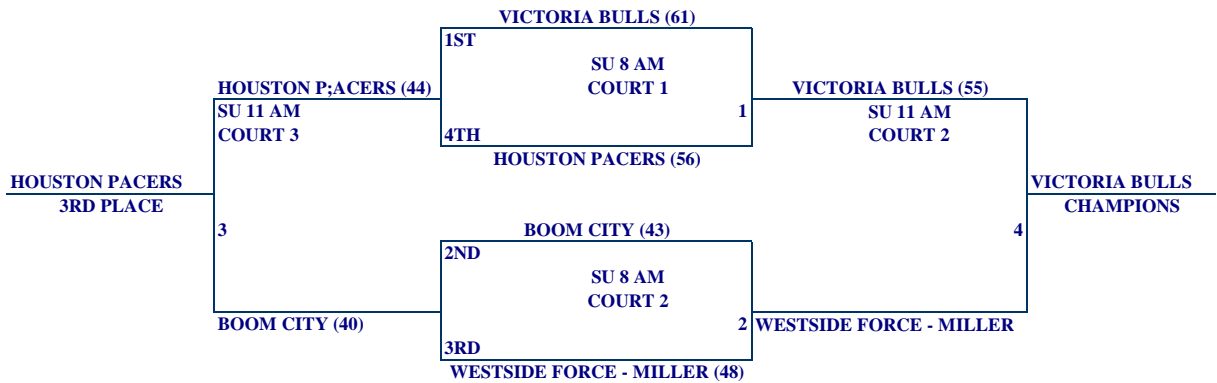 VICTORIA BULLS (61)
1ST
SU 8 AM
COURT 1
HOUSTON P;ACERS (44)
VICTORIA BULLS (55)
SU 11 AM
COURT 3
1
SU 11 AM
COURT 2
4TH
HOUSTON PACERS (56)
HOUSTON PACERS
3RD PLACE
VICTORIA BULLS
CHAMPIONS
3
BOOM CITY (43)
4
2ND
SU 8 AM
COURT 2
BOOM CITY (40)
2
WESTSIDE FORCE - MILLER
3RD
WESTSIDE FORCE - MILLER (48)